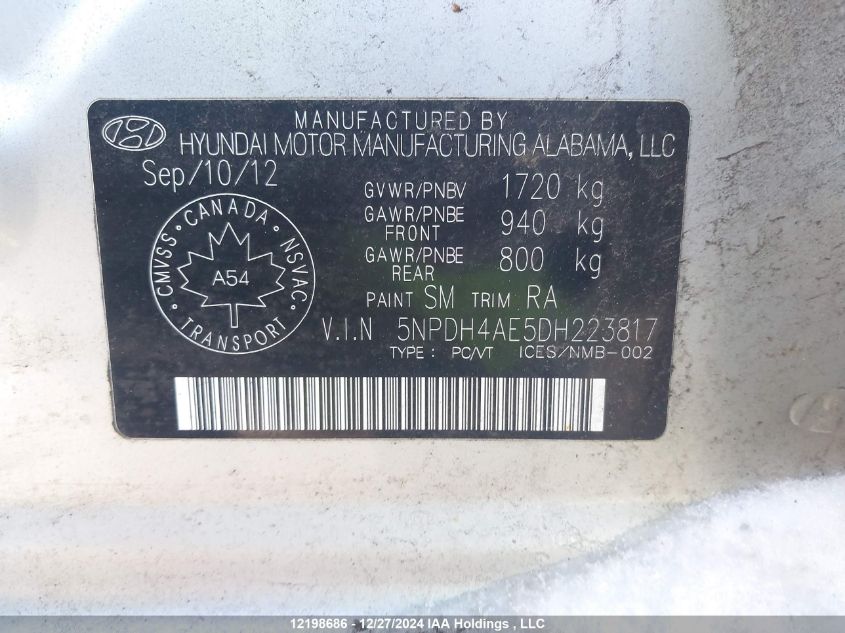 MANUFACTURED BY
HYUNDAI MOTOR MANUFACTURING ALABAMA, LLC
Sep/10/12
GVWR/PNBV 1720 kg
GAWR/PNBE FRONT 940 kg
GAWR/PNBE REAR 800 kg
CANADA
CMVSS NSVAC
A54
TRANSPORT
PAINT SM TRIM RA
V.I.N 5NPDH4AE5DH223817
TYPE : PC/VT ICES/NMB-002
12198686 - 12/27/2024 IAA Holdings , LLC